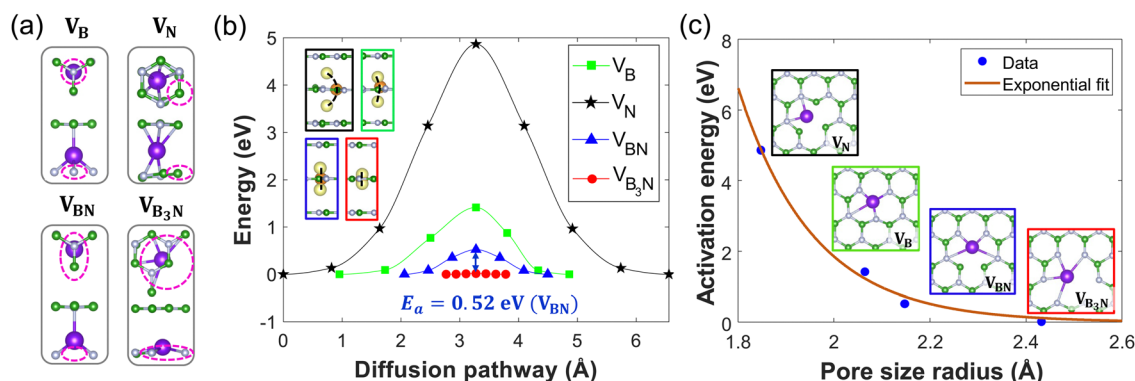 (a)
V_B V_N
V_BN V_B₃N
(b)
5
4
3
2
1
0
-1
Energy (eV)
V_B
V_N
V_BN
V_B₃N
E_a = 0.52 eV (V_BN)
0 1 2 3 4 5 6
Diffusion pathway (Å)
(c)
8
6
4
2
0
Activation energy (eV)
Data
Exponential fit
V_N
V_B
V_BN
V_B₃N
1.8 2.0 2.2 2.4 2.6
Pore size radius (Å)